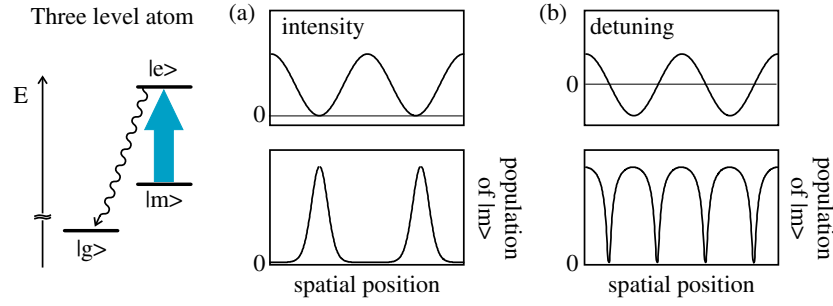 Three level atom
E
|e>
|m>
|g>
(a)
intensity
0
0
population
of |m>
spatial position
(b)
detuning
0
0
population
of |m>
spatial position